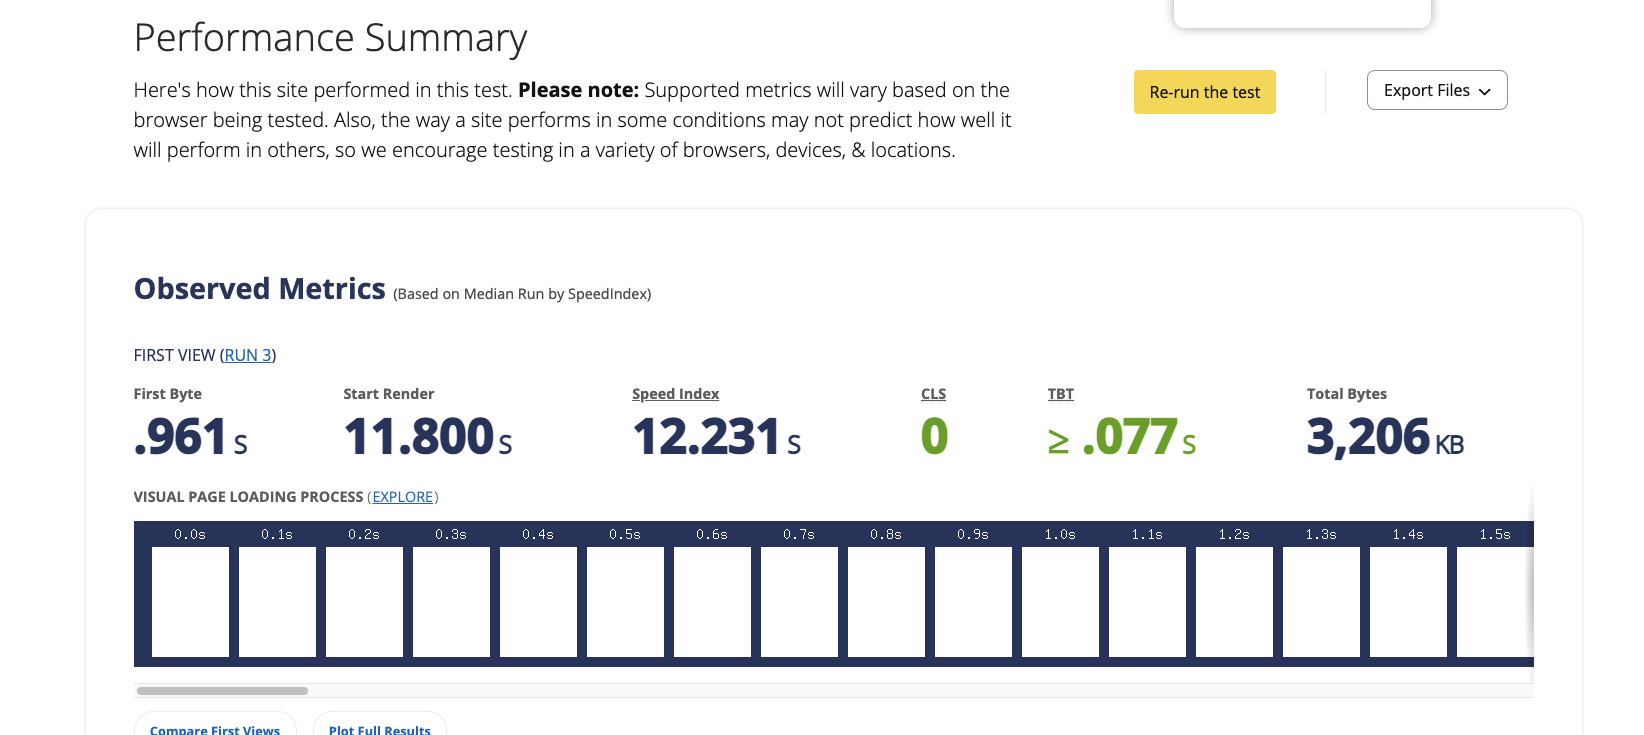 Performance Summary
Here's how this site performed in this test. Please note: Supported metrics will vary based on the
browser being tested. Also, the way a site performs in some conditions may not predict how well it
will perform in others, so we encourage testing in a variety of browsers, devices, & locations.
Re-run the test
Export Files
Observed Metrics (Based on Median Run by SpeedIndex)
FIRST VIEW (RUN 3)
First Byte Start Render Speed Index CLS TBT Total Bytes
.961 S 11.800 S 12.231 S 0 ≥ .077 S 3,206 KB
VISUAL PAGE LOADING PROCESS (EXPLORE)
0.0s 0.1s 0.2s 0.3s 0.4s 0.5s 0.6s 0.7s 0.8s 0.9s 1.0s 1.1s 1.2s 1.3s 1.4s 1.5s
Compare First Views Plot Full Results